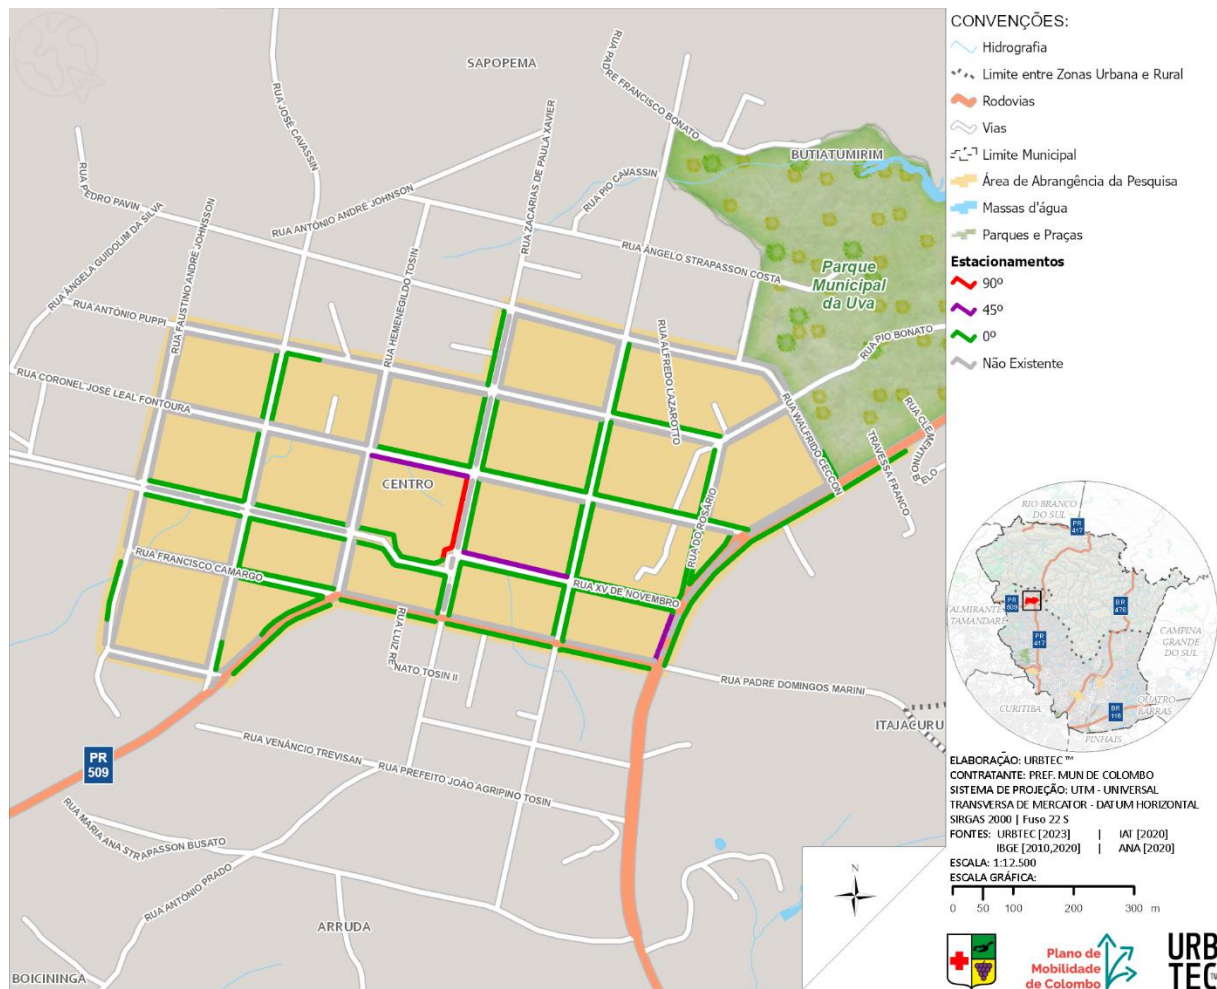 SAPOPEMA
RUA PADRE FRANCISCO BONATO
RUA JOSÉ CAVASSIN
RUA ZACARIAS DE PAULA XAVIER
BUTIATUMIRIM
RUA PIO CAVASSIN
RUA PEDRO PAVIN
RUA ANTÔNIO ANDRÉ JOHNSON
RUA ÂNGELA GUIDOLIM DA SILVA
RUA FAUSTINO ANDRÉ JOHNSSON
RUA ÂNGELO STRAPASSON COSTA
RUA HEMENEGILDO TOSIN
Parque
Municipal
da Uva
RUA ANTÔNIO PUPPI
RUA ALFREDO LAZAROTTO
RUA PIO BONATO
RUA CORONEL JOSÉ LEAL FONTOURA
RUA WALFRIDO CECCON
RUA CLEMENTINO B
ELO
TRAVESSA FRANCO
CENTRO
RUA DO ROSÁRIO
RUA FRANCISCO CAMARGO
RUA XV DE NOVEMBRO
RUA LUIZ RE
NATO TOSIN II
RUA PADRE DOMINGOS MARINI
ITAJACURU
RUA VENÂNCIO TREVISAN
RUA PREFEITO JOÃO AGRIPINO TOSIN
PR
509
RUA MARIA ANA STRAPASSON BUSATO
RUA ANTÔNIO PRADO
ARRUDA
BOICININGA
N
CONVENÇÕES:
Hidrografia
Limite entre Zonas Urbana e Rural
Rodovias
Vias
Limite Municipal
Área de Abrangência da Pesquisa
Massas d'água
Parques e Praças
Estacionamentos
90º
45º
0º
Não Existente
RIO BRANCO
DO SUL
PR
417
PR
509
ALMIRANTE
TAMANDARÉ
BR
476
PR
417
CAMPINA
GRANDE
DO SUL
CURITIBA
QUATRO
BARRAS
BR
116
PINHAIS
ELABORAÇÃO: URBTEC™
CONTRATANTE: PREF. MUN DE COLOMBO
SISTEMA DE PROJEÇÃO: UTM - UNIVERSAL
TRANSVERSA DE MERCATOR - DATUM HORIZONTAL
SIRGAS 2000 | Fuso 22 S
FONTES: URBTEC [2023] | IAT [2020]
IBGE [2010,2020] | ANA [2020]
ESCALA: 1:12.500
ESCALA GRÁFICA:
0 50 100 200 300 m
Plano de
Mobilidade
de Colombo
URB
TEC
TM